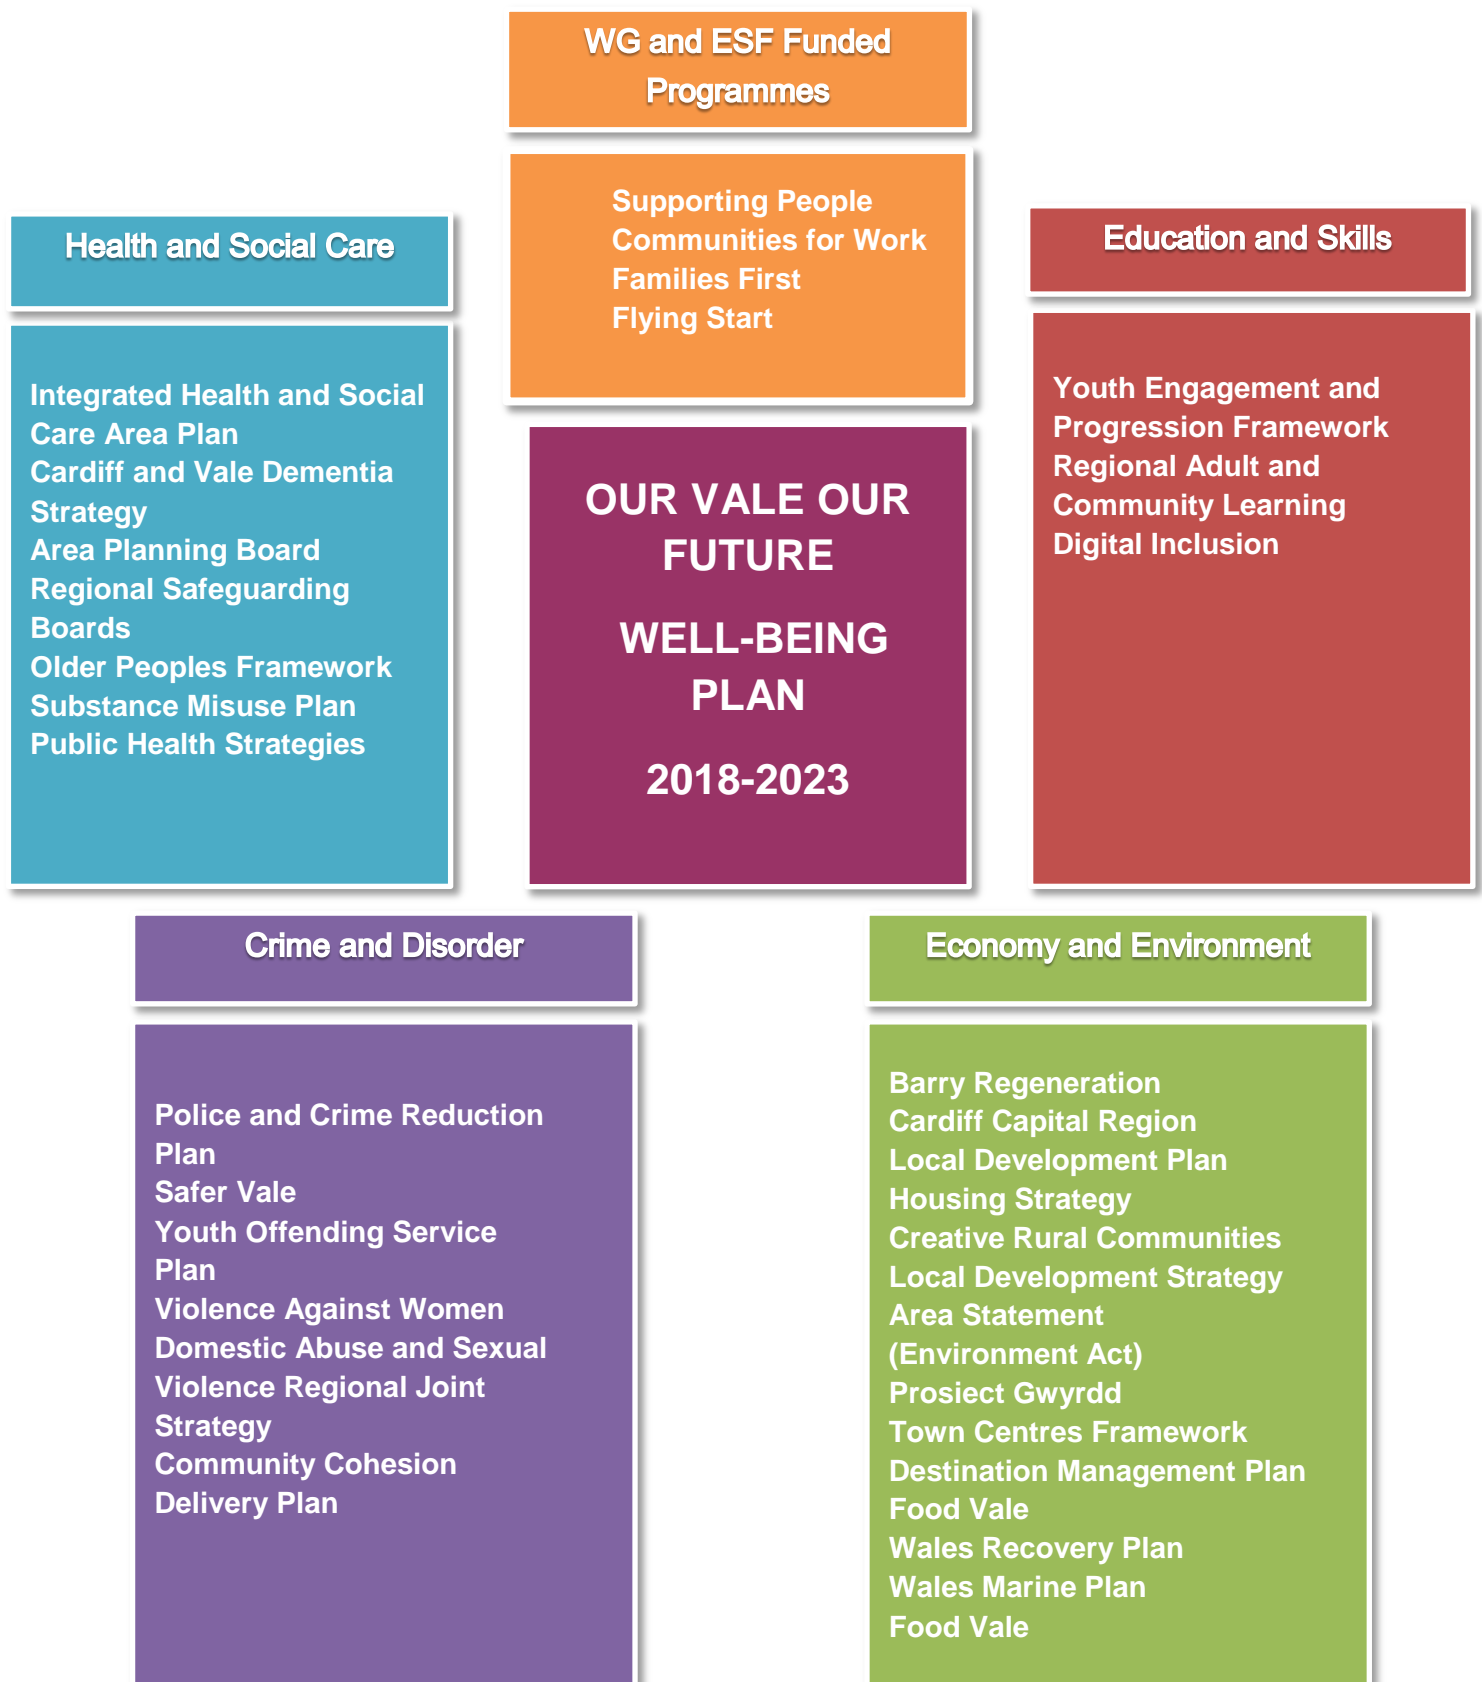 WG and ESF Funded
Programmes
Supporting People
Communities for Work
Families First
Flying Start
Health and Social Care
Integrated Health and Social
Care Area Plan
Cardiff and Vale Dementia
Strategy
Area Planning Board
Regional Safeguarding
Boards
Older Peoples Framework
Substance Misuse Plan
Public Health Strategies
OUR VALE OUR
FUTURE
WELL-BEING
PLAN
2018-2023
Education and Skills
Youth Engagement and
Progression Framework
Regional Adult and
Community Learning
Digital Inclusion
Crime and Disorder
Police and Crime Reduction
Plan
Safer Vale
Youth Offending Service
Plan
Violence Against Women
Domestic Abuse and Sexual
Violence Regional Joint
Strategy
Community Cohesion
Delivery Plan
Economy and Environment
Barry Regeneration
Cardiff Capital Region
Local Development Plan
Housing Strategy
Creative Rural Communities
Local Development Strategy
Area Statement
(Environment Act)
Prosiect Gwyrdd
Town Centres Framework
Destination Management Plan
Food Vale
Wales Recovery Plan
Wales Marine Plan
Food Vale